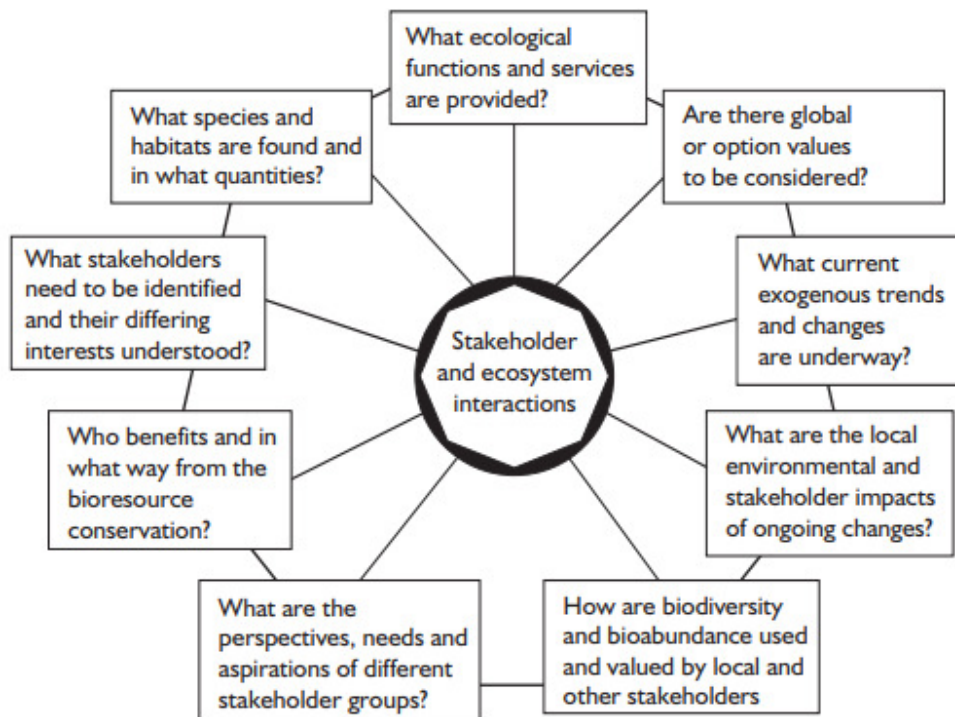 What ecological
functions and services
are provided?
Are there global
or option values
to be considered?
What current
exogenous trends
and changes
are underway?
What are the local
environmental and
stakeholder impacts
of ongoing changes?
How are biodiversity
and bioabundance used
and valued by local and
other stakeholders
What are the
perspectives, needs and
aspirations of different
stakeholder groups?
Who benefits and in
what way from the
bioresource
conservation?
What stakeholders
need to be identified
and their differing
interests understood?
What species and
habitats are found and
in what quantities?
Stakeholder
and ecosystem
interactions